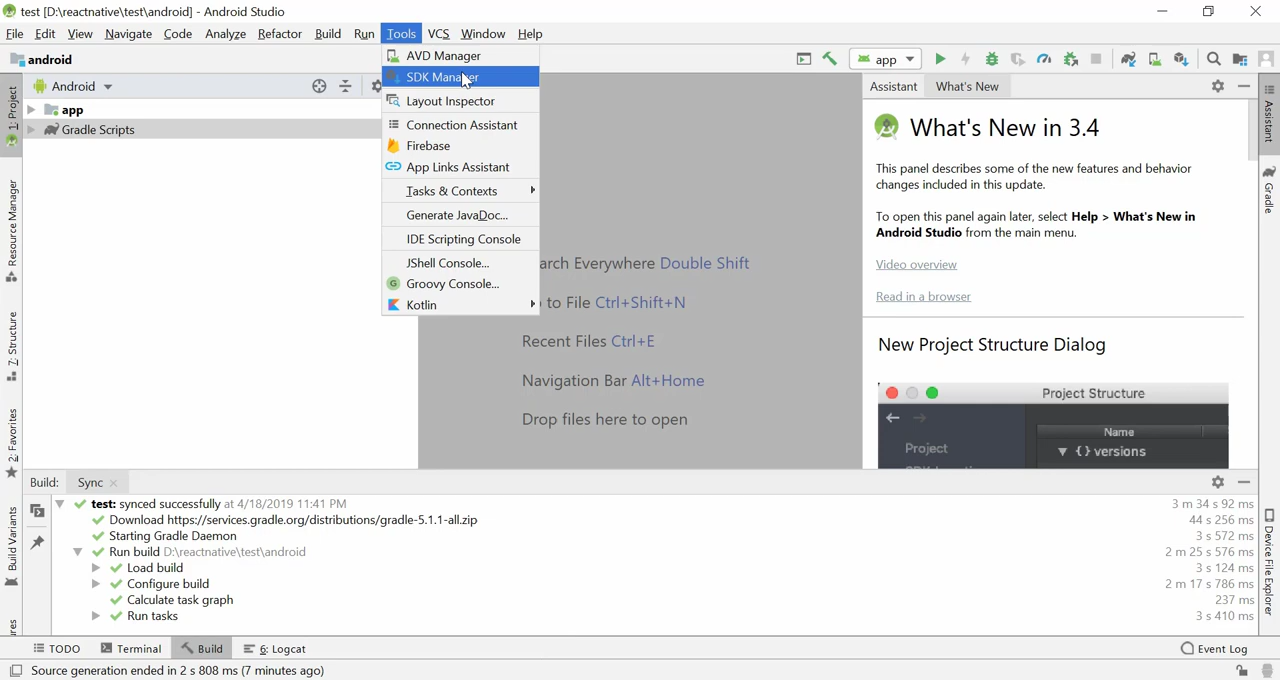 test [D:\reactnative\test\android] - Android Studio
File Edit View Navigate Code Analyze Refactor Build Run Tools VCS Window Help
android
app
Android
1: Project
Resource Manager
7: Structure
2: Favorites
Build Variants
app
Gradle Scripts
AVD Manager
SDK Manager
Layout Inspector
Connection Assistant
Firebase
App Links Assistant
Tasks & Contexts
Generate JavaDoc...
IDE Scripting Console
JShell Console...
Groovy Console...
Kotlin
arch Everywhere Double Shift
to File Ctrl+Shift+N
Recent Files Ctrl+E
Navigation Bar Alt+Home
Drop files here to open
Assistant What's New
What's New in 3.4
This panel describes some of the new features and behavior
changes included in this update.
To open this panel again later, select Help > What's New in
Android Studio from the main menu.
Video overview
Read in a browser
New Project Structure Dialog
Project Structure
Project
Name
{} versions
Assistant
Gradle
Device File Explorer
Build: Sync
test: synced successfully at 4/18/2019 11:41 PM 3 m 34 s 92 ms
Download https://services.gradle.org/distributions/gradle-5.1.1-all.zip 44 s 256 ms
Starting Gradle Daemon 3 s 572 ms
Run build D:\reactnative\test\android 2 m 25 s 576 ms
Load build 3 s 124 ms
Configure build 2 m 17 s 786 ms
Calculate task graph 237 ms
Run tasks 3 s 410 ms
TODO Terminal Build 6: Logcat Event Log
Source generation ended in 2 s 808 ms (7 minutes ago)